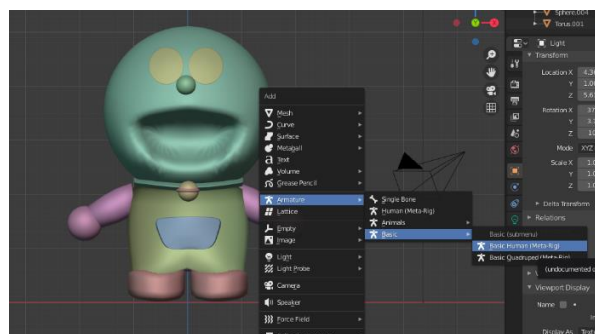 Add
Mesh
Curve
Surface
Metaball
Text
Volume
Grease Pencil
Armature
Lattice
Empty
Image
Light
Light Probe
Camera
Speaker
Force Field
Single Bone
Human (Meta-Rig)
Animals
Basic
Basic (submenu)
Basic Human (Meta-Rig)
Basic Quadruped (Meta-Rig)
(undocumented
Sphere.004
Torus.001
Light
Transform
Location X
Y
Z
Rotation X
Y
Z
Mode XYZ
Scale X
Y
Z
Delta Transform
Relations
Viewport Display
Name
Display As